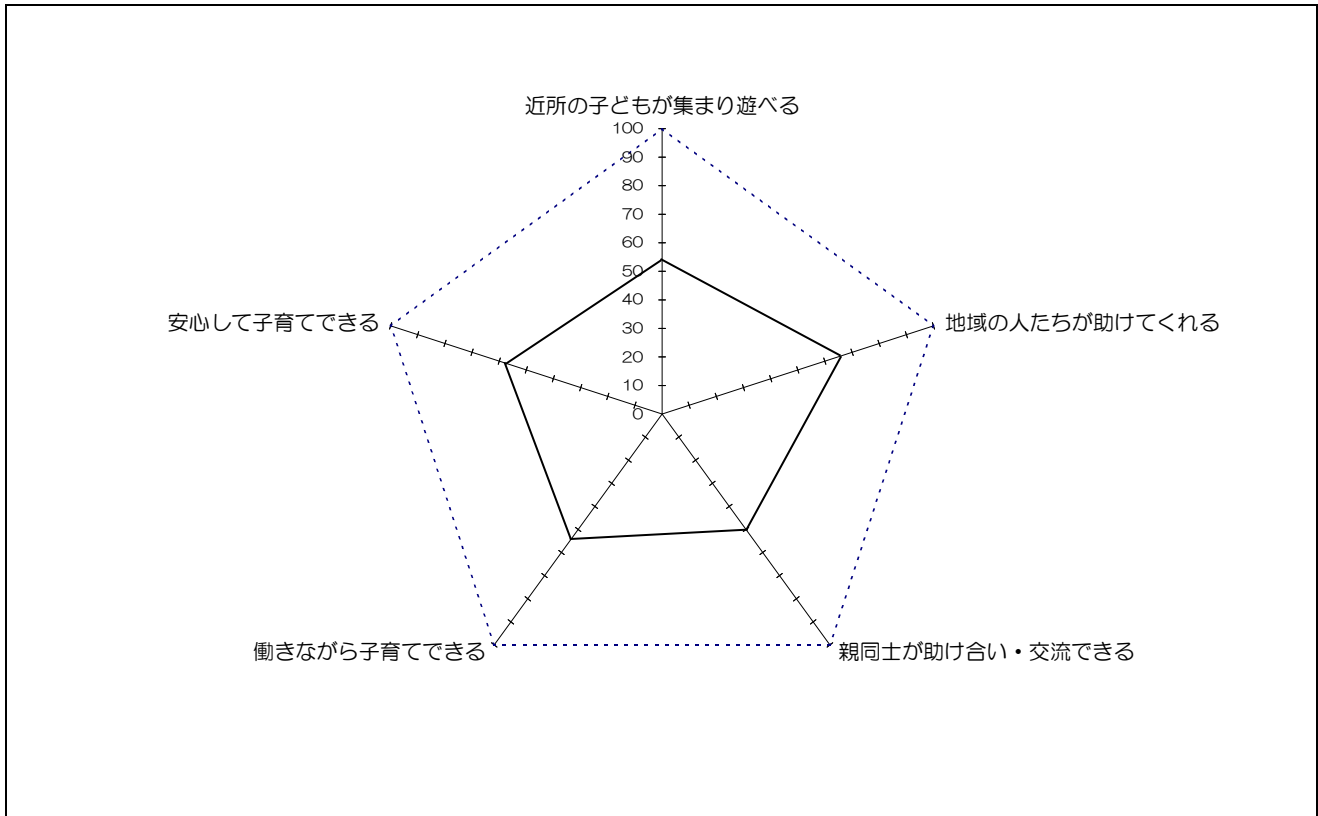 近所の子どもが集まり遊べる
100
90
80
70
60
50
40
30
20
10
0
安心して子育てできる
地域の人たちが助けてくれる
働きながら子育てできる
親同士が助け合い・交流できる